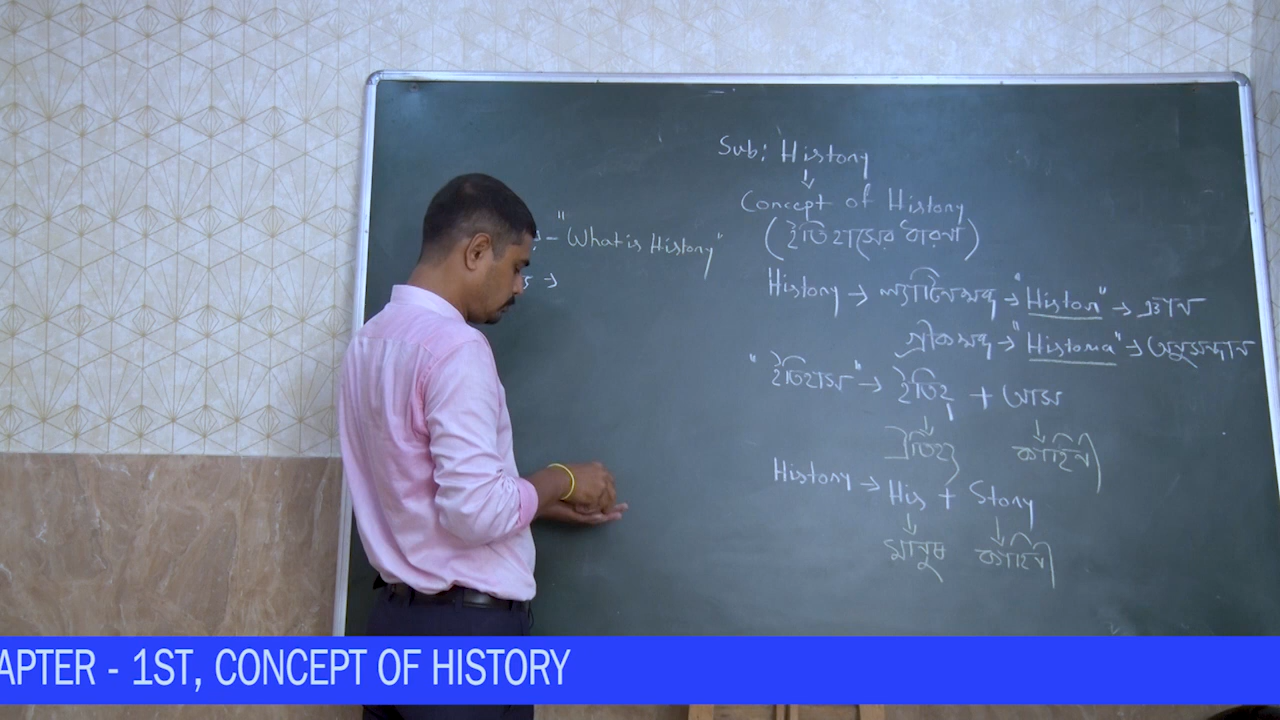 Sub: History
↓
Concept of History
(ইতিহাসের ধারনা)
- "What is History"
→
History → ল্যাটিন শব্দ → "Histor" → জ্ঞান
গ্রীক শব্দ → "Historia" → অনুসন্ধান
"ইতিহাস" → ইতিহ + আস
↓ ↓
ঐতিহ্য কাহিনী
History → His + Story
↓ ↓
মানুষ কাহিনী
APTER - 1ST, CONCEPT OF HISTORY